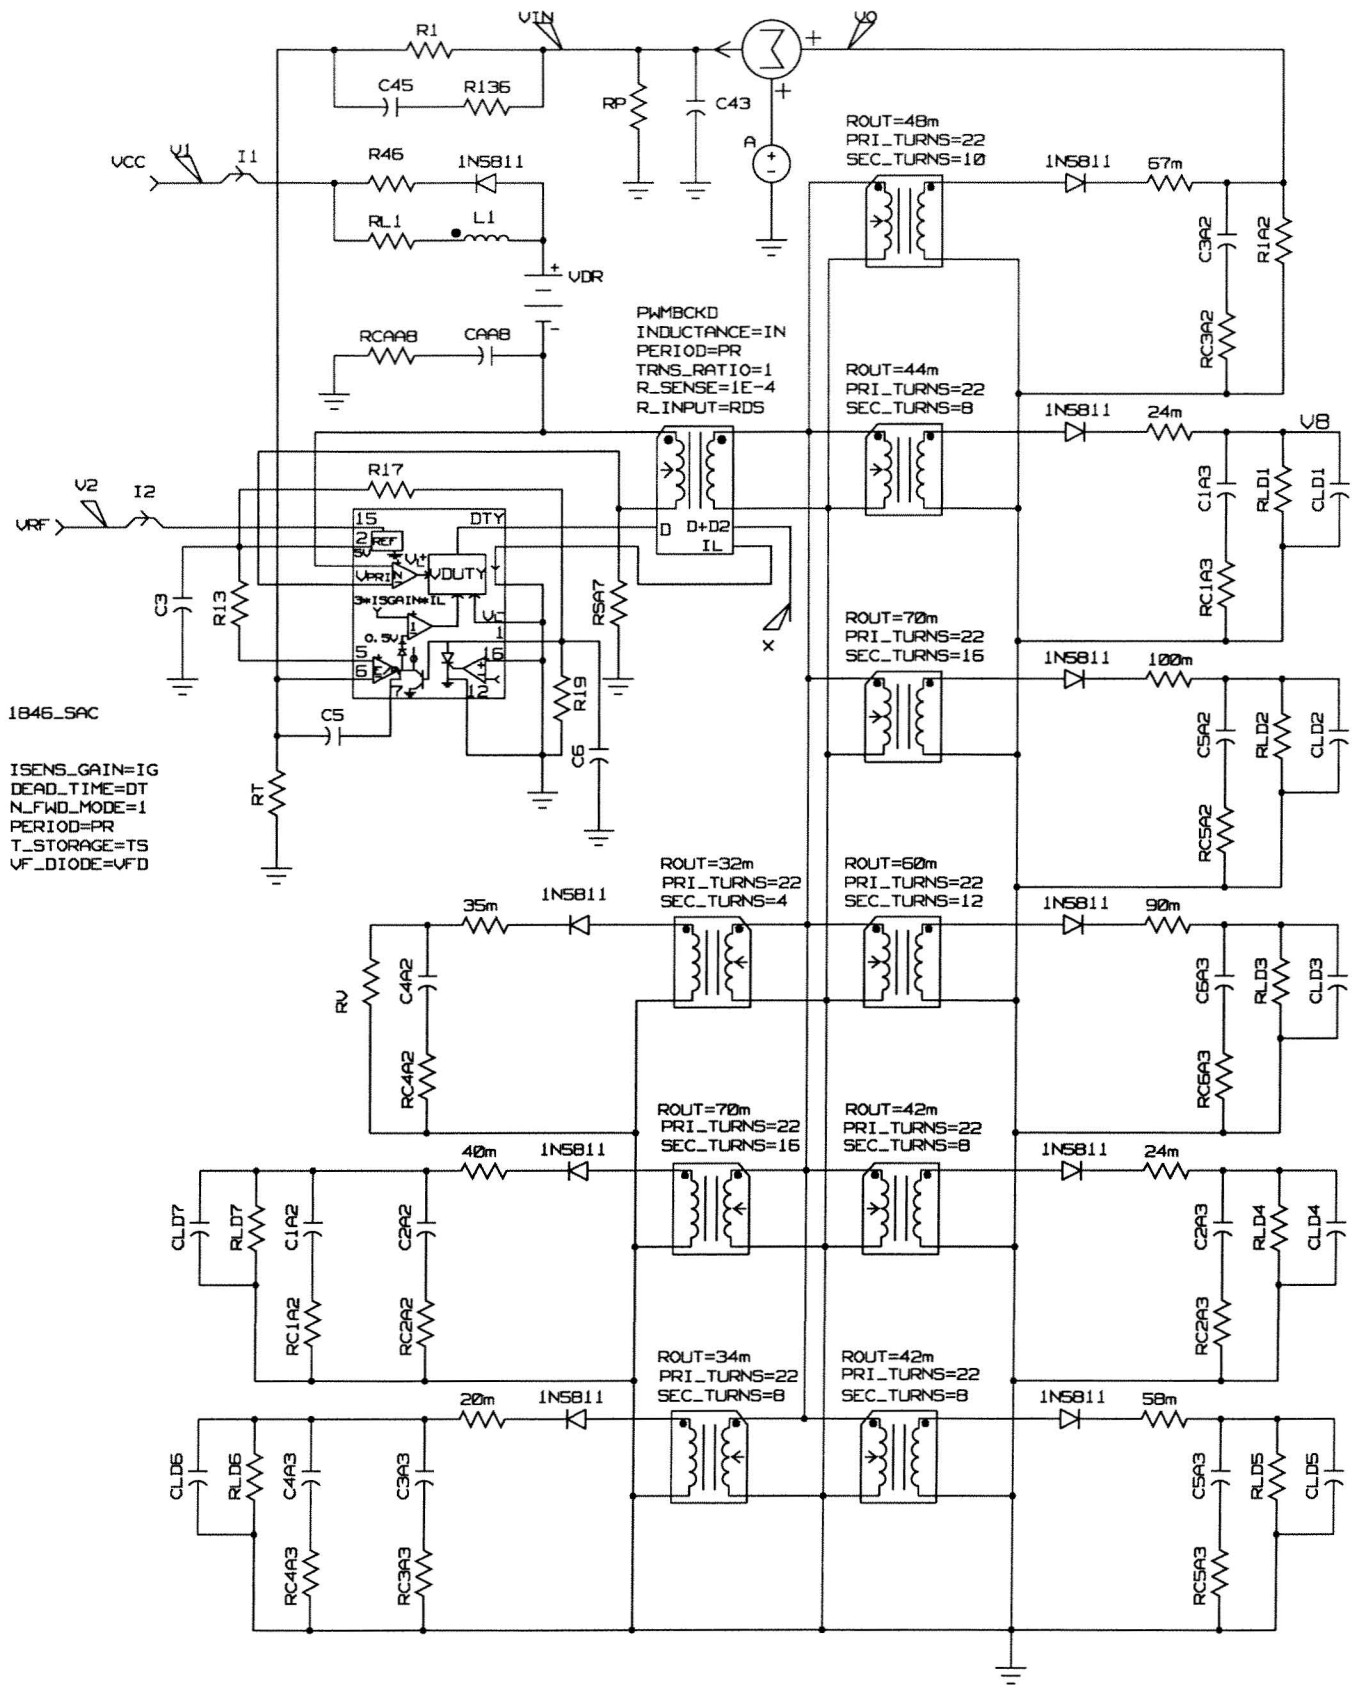 VIN
VO
R1
C45
R136
RP
C43
A
ROUT=48m
PRI_TURNS=22
SEC_TURNS=10
1N5811
67m
C3A2
R1A2
RC3A2
VCC
V1
I1
R46
1N5811
RL1
L1
VDR
RCAA8
CAA8
PWMBCKD
INDUCTANCE=IN
PERIOD=PR
TRNS_RATIO=1
R_SENSE=1E-4
R_INPUT=RDS
ROUT=44m
PRI_TURNS=22
SEC_TURNS=8
1N5811
24m
V8
C1A3
RLD1
CLD1
RC1A3
D
D+D2
IL
X
VRF
V2
I2
R17
15
DTY
2
REF
5V
VPRI
N
VL
VDUTY
3*ISGAIN*IL
VC
1
0.5V
1
5
6
E/A
7
16
12
C3
R13
RSA7
R19
C6
C5
RT
1846_SAC
ISENS_GAIN=IG
DEAD_TIME=DT
N_FWD_MODE=1
PERIOD=PR
T_STORAGE=TS
VF_DIODE=VFD
ROUT=70m
PRI_TURNS=22
SEC_TURNS=16
1N5811
100m
C5A2
RLD2
CLD2
RC5A2
ROUT=32m
PRI_TURNS=22
SEC_TURNS=4
1N5811
35m
RV
C4A2
RC4A2
ROUT=60m
PRI_TURNS=22
SEC_TURNS=12
1N5811
90m
C6A3
RLD3
CLD3
RC6A3
ROUT=70m
PRI_TURNS=22
SEC_TURNS=16
1N5811
40m
CLD7
RLD7
C1A2
C2A2
RC1A2
RC2A2
ROUT=42m
PRI_TURNS=22
SEC_TURNS=8
1N5811
24m
C2A3
RLD4
CLD4
RC2A3
ROUT=34m
PRI_TURNS=22
SEC_TURNS=8
1N5811
20m
CLD6
RLD6
C4A3
C3A3
RC4A3
RC3A3
ROUT=42m
PRI_TURNS=22
SEC_TURNS=8
1N5811
58m
C5A3
RLD5
CLD5
RC5A3